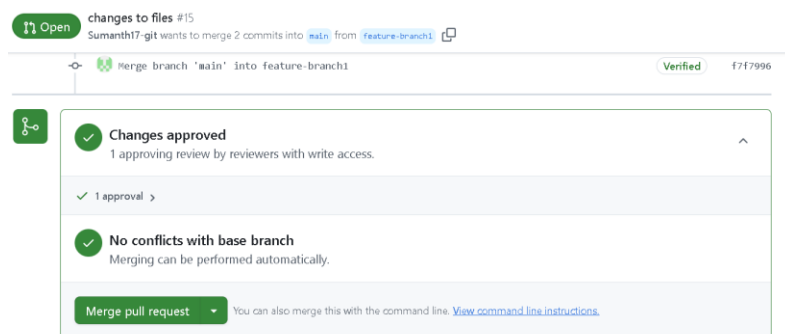 Open
changes to files #15
Sumanth17-git wants to merge 2 commits into main from feature-branch1
Merge branch 'main' into feature-branch1 Verified f7f7996
Changes approved
1 approving review by reviewers with write access.
1 approval
No conflicts with base branch
Merging can be performed automatically.
Merge pull request You can also merge this with the command line. View command line instructions.